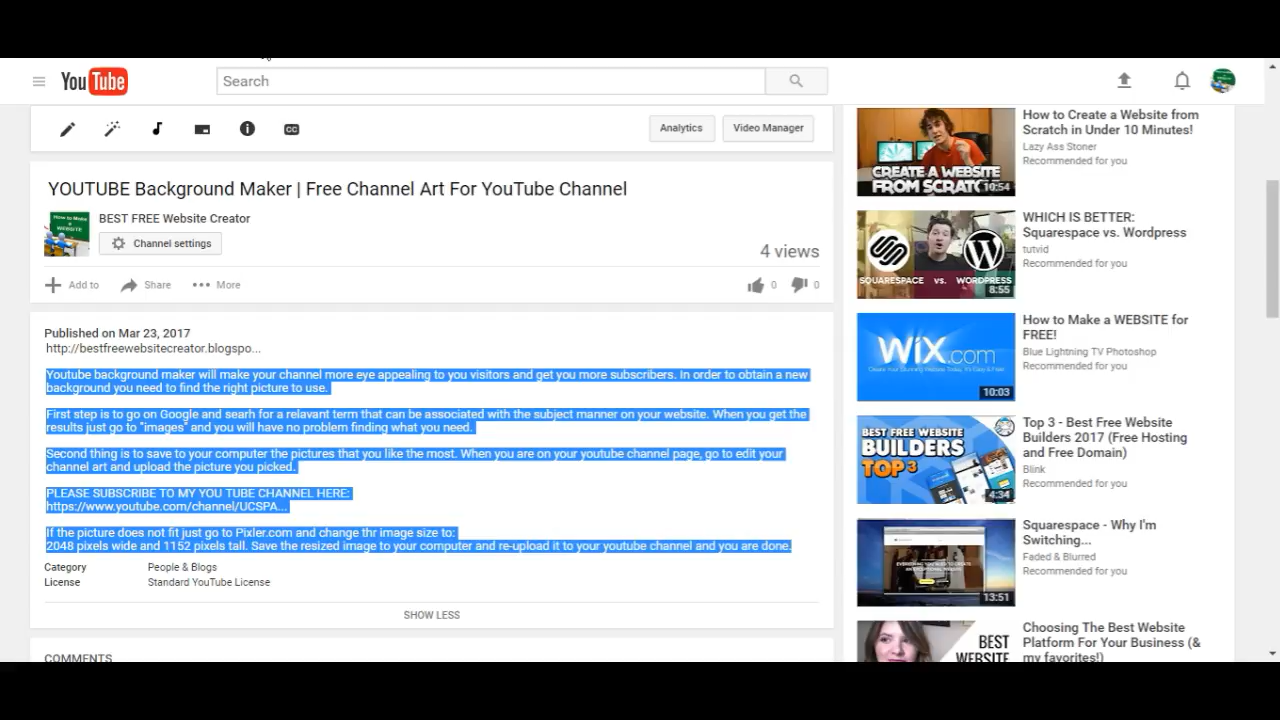 YouTube
Search
CC
Analytics
Video Manager
YOUTUBE Background Maker | Free Channel Art For YouTube Channel
How to Make
WEBSITE
BEST FREE Website Creator
Channel settings
4 views
Add to
Share
More
0
0
Published on Mar 23, 2017
http://bestfreewebsitecreator.blogspo...
Youtube background maker will make your channel more eye appealing to you visitors and get you more subscribers. In order to obtain a new
background you need to find the right picture to use.
First step is to go on Google and searh for a relavant term that can be associated with the subject manner on your website. When you get the
results just go to "images" and you will have no problem finding what you need.
Second thing is to save to your computer the pictures that you like the most. When you are on your youtube channel page, go to edit your
channel art and upload the picture you picked.
PLEASE SUBSCRIBE TO MY YOU TUBE CHANNEL HERE:
https://www.youtube.com/channel/UCSPA...
If the picture does not fit just go to Pixler.com and change thr image size to:
2048 pixels wide and 1152 pixels tall. Save the resized image to your computer and re-upload it to your youtube channel and you are done.
Category People & Blogs
License Standard YouTube License
SHOW LESS
COMMENTS
CREATE A WEBSITE
FROM SCRATC
10:54
How to Create a Website from
Scratch in Under 10 Minutes!
Lazy Ass Stoner
Recommended for you
SQUARESPACE vs. WORDPRESS
8:55
WHICH IS BETTER:
Squarespace vs. Wordpress
tutvid
Recommended for you
WiX.com
10:03
How to Make a WEBSITE for
FREE!
Blue Lightning TV Photoshop
Recommended for you
BEST FREE WEBSITE
BUILDERS
TOP 3
4:34
Top 3 - Best Free Website
Builders 2017 (Free Hosting
and Free Domain)
Blink
Recommended for you
13:51
Squarespace - Why I'm
Switching...
Faded & Blurred
Recommended for you
BEST
WEBSITE
Choosing The Best Website
Platform For Your Business (&
my favorites!)